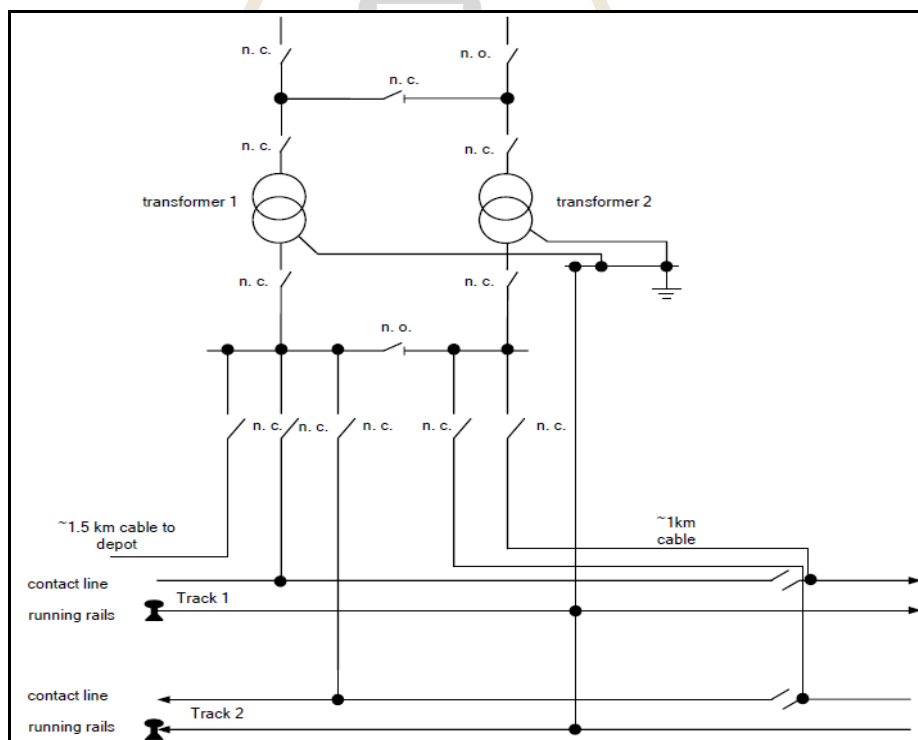 n. c.
n. o.
n. c.
n. c.
n. c.
transformer 1
transformer 2
n. c.
n. c.
n. o.
n. c.
n. c.
n. c.
n. c.
n. c.
~1.5 km cable to
depot
~1km
cable
contact line
Track 1
running rails
contact line
Track 2
running rails